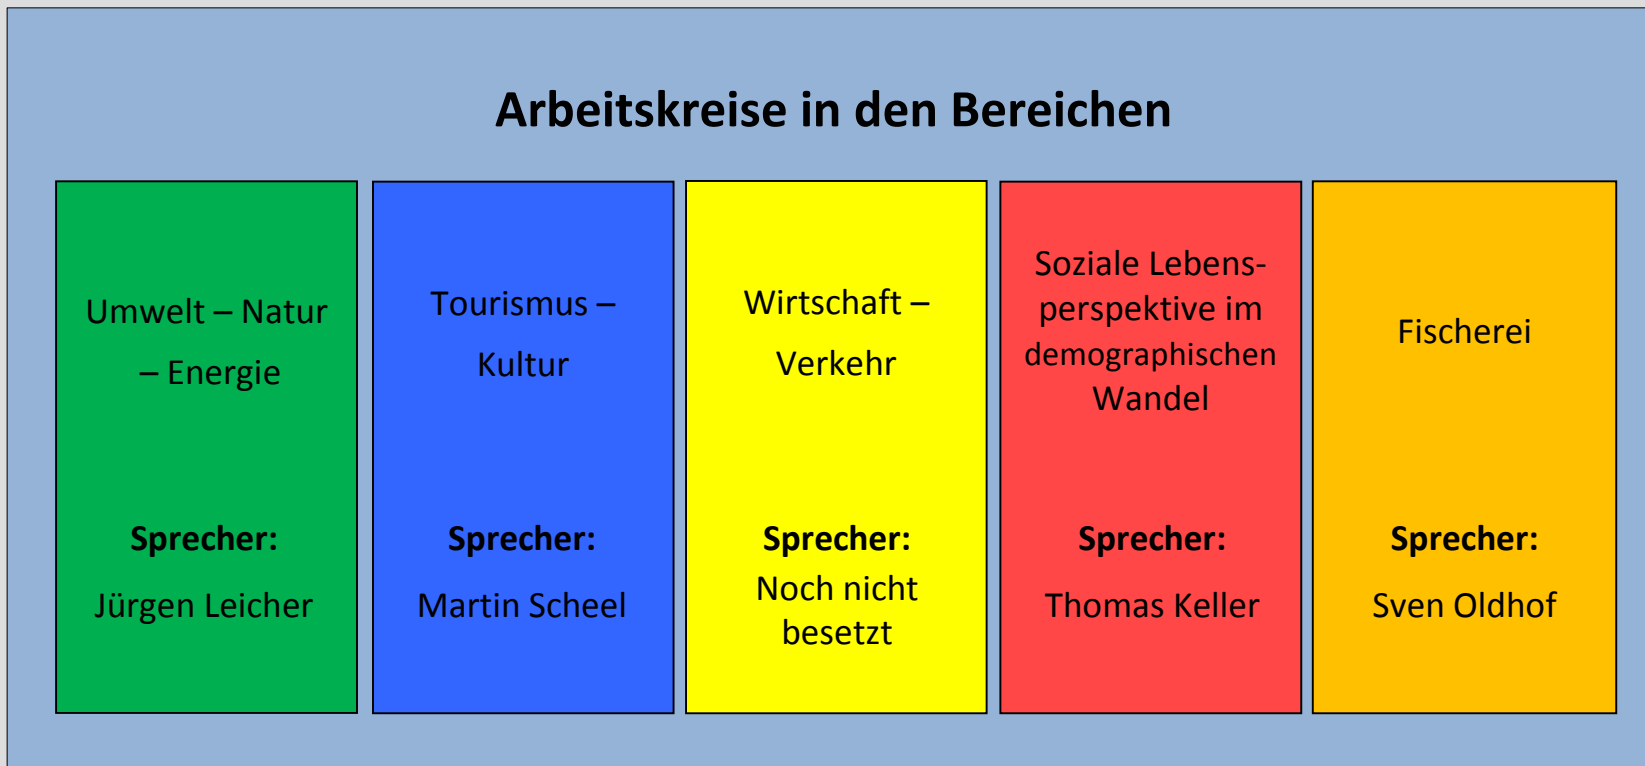 Arbeitskreise in den Bereichen
Umwelt – Natur
– Energie
Sprecher:
Jürgen Leicher
Tourismus –
Kultur
Sprecher:
Martin Scheel
Wirtschaft –
Verkehr
Sprecher:
Noch nicht
besetzt
Soziale Lebens-
perspektive im
demographischen
Wandel
Sprecher:
Thomas Keller
Fischerei
Sprecher:
Sven Oldhof